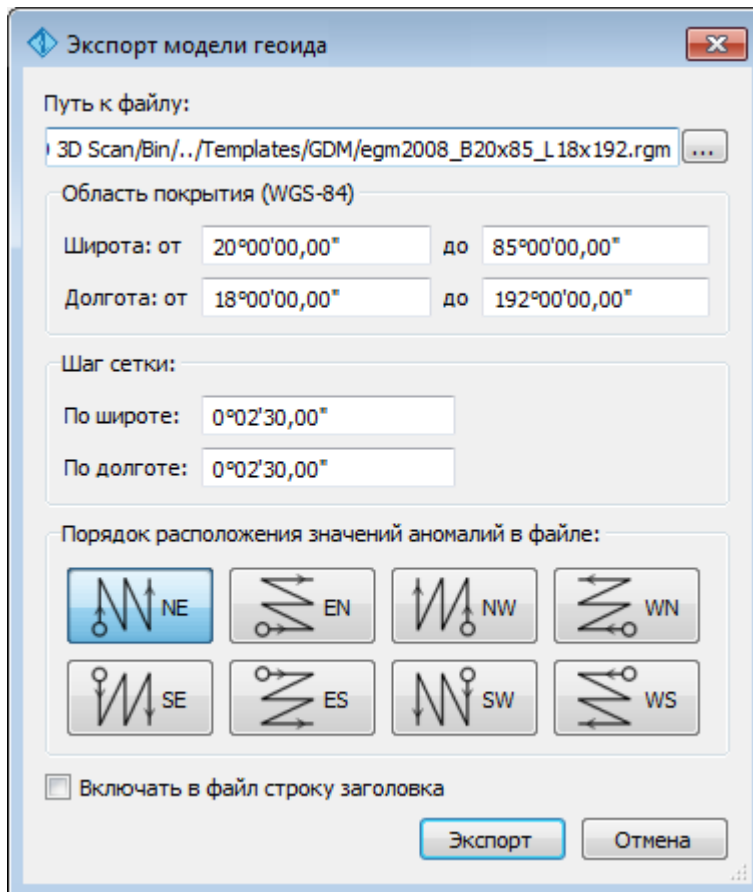 Экспорт модели геоида
Путь к файлу:
) 3D Scan/Bin/../Templates/GDM/egm2008_B20x85_L18x192.rgm ...
Область покрытия (WGS-84)
Широта: от 20°00'00,00" до 85°00'00,00"
Долгота: от 18°00'00,00" до 192°00'00,00"
Шаг сетки:
По широте: 0°02'30,00"
По долготе: 0°02'30,00"
Порядок расположения значений аномалий в файле:
NE EN NW WN
SE ES SW WS
Включать в файл строку заголовка
Экспорт Отмена